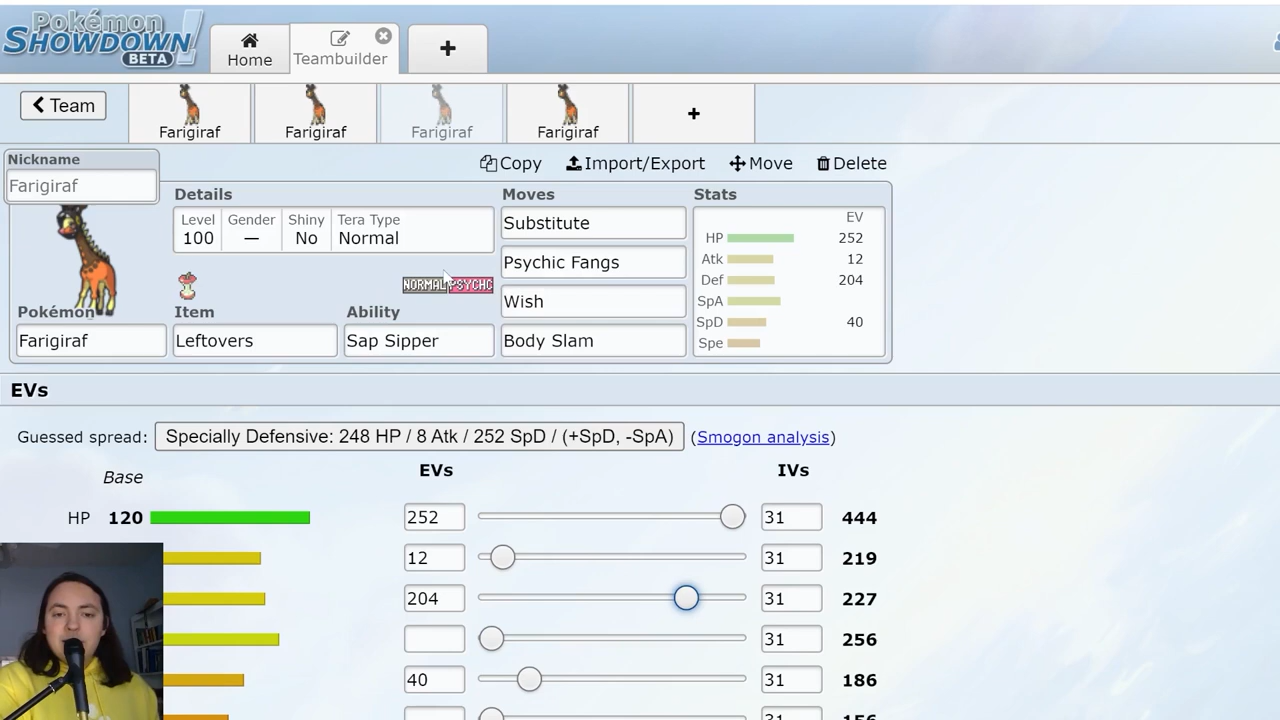 Pokémon
SHOWDOWN!
BETA
Home
Teambuilder
+
Team
Farigiraf
Farigiraf
Farigiraf
Farigiraf
+
Copy
Import/Export
Move
Delete
Nickname
Farigiraf
Details
Level
100
Gender
—
Shiny
No
Tera Type
Normal
NORMAL
PSYCHC
Pokémon
Farigiraf
Item
Leftovers
Ability
Sap Sipper
Moves
Substitute
Psychic Fangs
Wish
Body Slam
Stats
EV
HP 252
Atk 12
Def 204
SpA
SpD 40
Spe
EVs
Guessed spread: Specially Defensive: 248 HP / 8 Atk / 252 SpD / (+SpD, -SpA) (Smogon analysis)
Base EVs IVs
HP 120 252 31 444
12 31 219
204 31 227
31 256
40 31 186
31 156